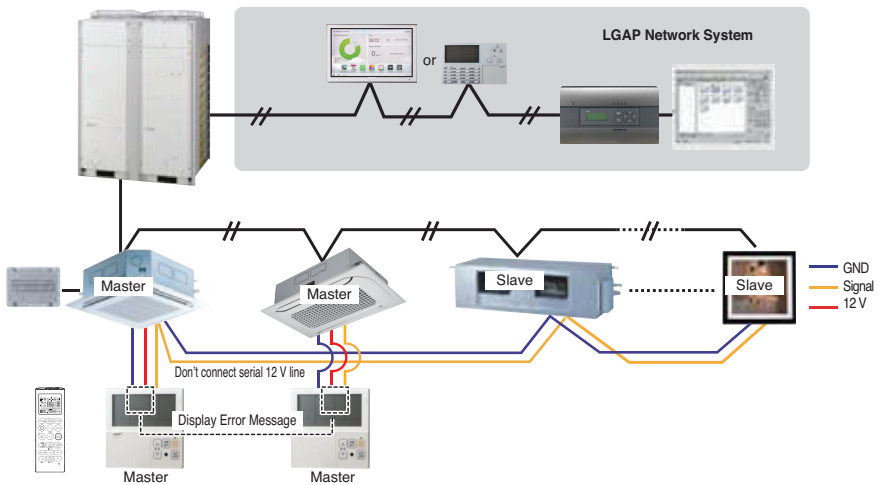 LGAP Network System
or
Master
Master
Slave
Slave
GND
Signal
12 V
Don't connect serial 12 V line
Display Error Message
Master
Master